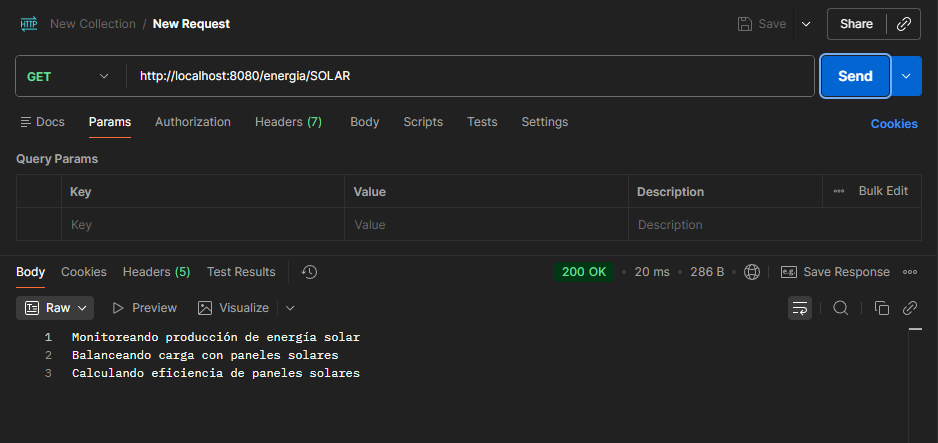 HTTP New Collection / New Request Save Share
GET http://localhost:8080/energia/SOLAR Send
Docs Params Authorization Headers (7) Body Scripts Tests Settings Cookies
Query Params
Key Value Description Bulk Edit
Key Value Description
Body Cookies Headers (5) Test Results 200 OK • 20 ms • 286 B • e.g. Save Response
Raw Preview Visualize
1 Monitoreando producción de energía solar
2 Balanceando carga con paneles solares
3 Calculando eficiencia de paneles solares